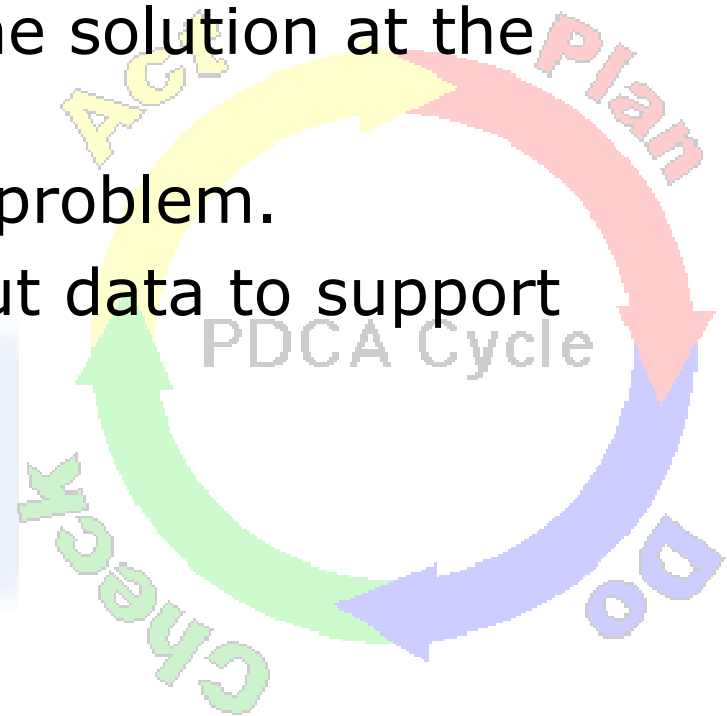 he solution at the
Act
Plan
problem.
ut data to support
PDCA Cycle
Check
Do